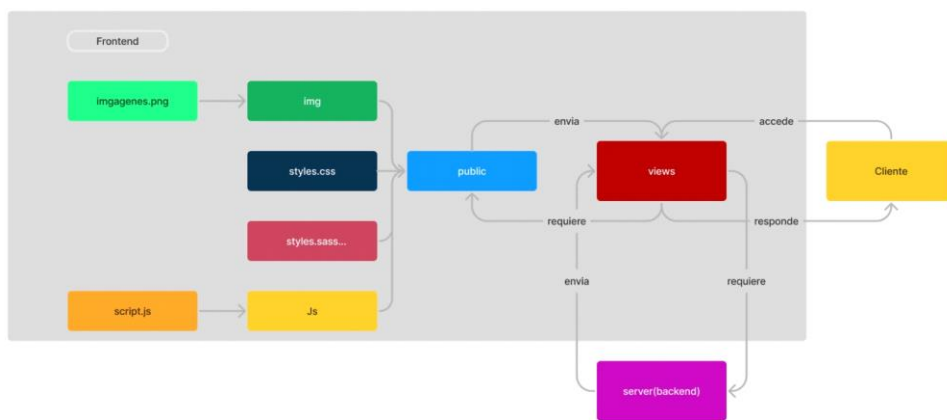 Frontend
imgagenes.png
img
envia
accede
styles.css
public
views
Cliente
requiere
responde
styles.sass...
envía
requiere
script.js
Js
server(backend)